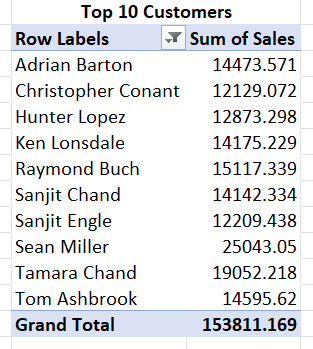 Top 10 Customers
Row Labels Sum of Sales
Adrian Barton 14473.571
Christopher Conant 12129.072
Hunter Lopez 12873.298
Ken Lonsdale 14175.229
Raymond Buch 15117.339
Sanjit Chand 14142.334
Sanjit Engle 12209.438
Sean Miller 25043.05
Tamara Chand 19052.218
Tom Ashbrook 14595.62
Grand Total 153811.169